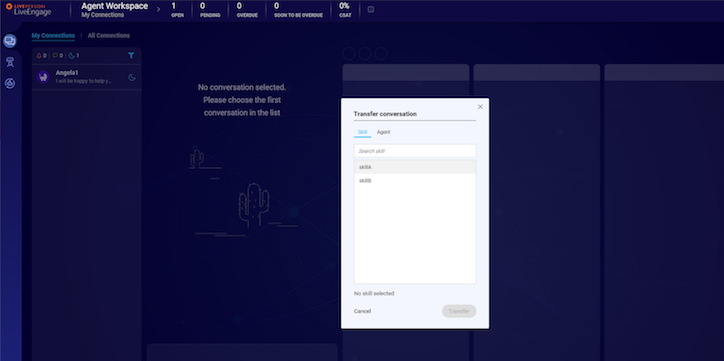 LIVEPERSON
LiveEngage
Agent Workspace
My Connections
1
OPEN
0
PENDING
0
OVERDUE
0
SOON TO BE OVERDUE
0%
CSAT
My Connections
All Connections
0
0
1
Angela1
I will be happy to help y...
No conversation selected.
Please choose the first
conversation in the list
Transfer conversation
Skill
Agent
Search skill
skillA
skillB
No skill selected
Cancel
Transfer